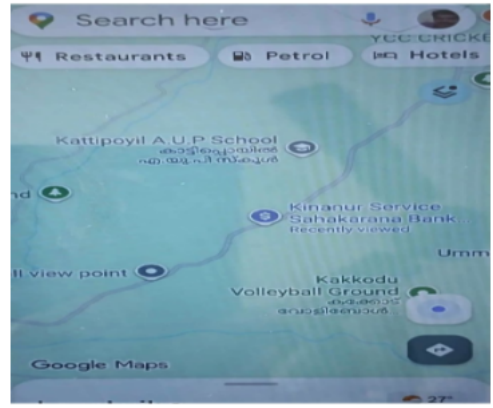 Search here
YCC CRICKE
Restaurants
Petrol
Hotels
Kattipoyil A.U.P School
കാട്ടിപ്പൊയിൽ
എ.യു.പി സ്കൂൾ
nd
Kinanur Service
Sahakarana Bank...
Recently viewed
Umm
ll view point
Kakkodu
Volleyball Ground
കക്കോട്
വോളിബോൾ
Google Maps
27°